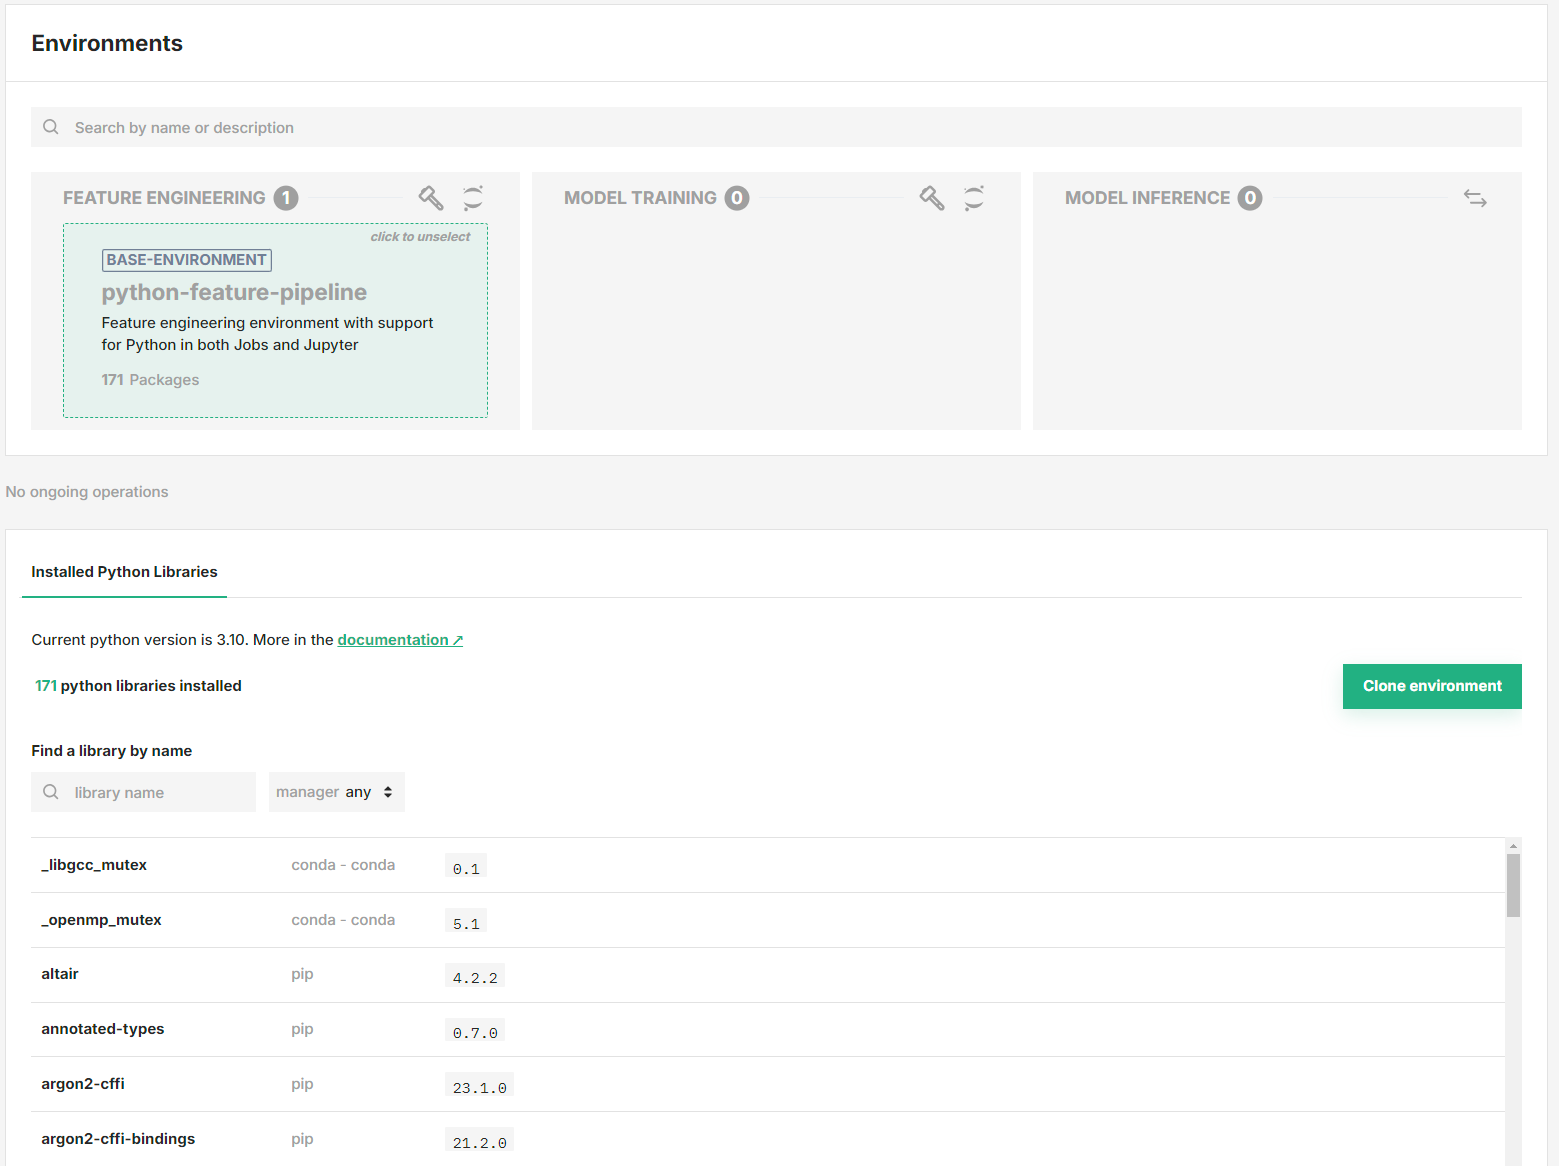 Environments
Search by name or description
FEATURE ENGINEERING 1
MODEL TRAINING 0
MODEL INFERENCE 0
click to unselect
BASE-ENVIRONMENT
python-feature-pipeline
Feature engineering environment with support
for Python in both Jobs and Jupyter
171 Packages
No ongoing operations
Installed Python Libraries
Current python version is 3.10. More in the documentation ↗
171 python libraries installed
Clone environment
Find a library by name
library name
manager any
_libgcc_mutex conda - conda 0.1
_openmp_mutex conda - conda 5.1
altair pip 4.2.2
annotated-types pip 0.7.0
argon2-cffi pip 23.1.0
argon2-cffi-bindings pip 21.2.0